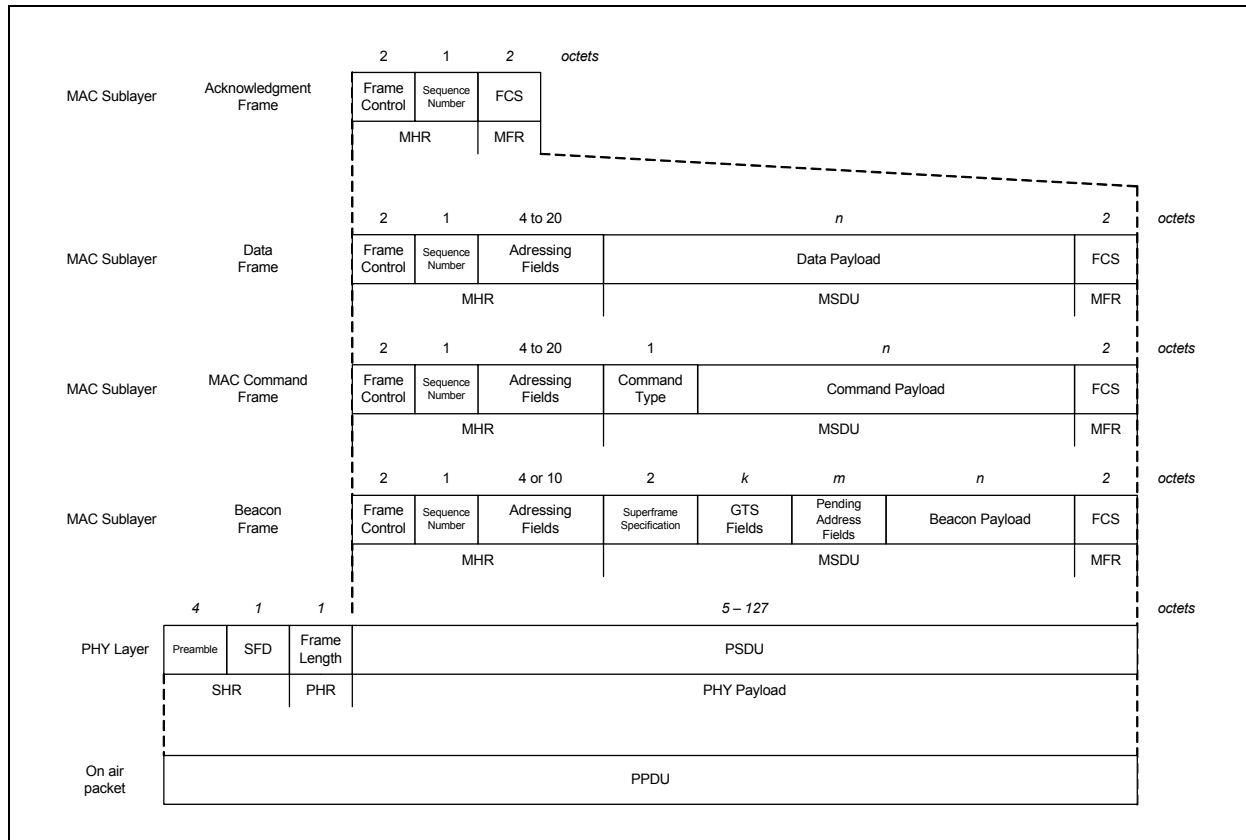 2 1 2 octets
MAC Sublayer Acknowledgment Frame Frame Control Sequence Number FCS
MHR MFR
2 1 4 to 20 n 2 octets
MAC Sublayer Data Frame Frame Control Sequence Number Adressing Fields Data Payload FCS
MHR MSDU MFR
2 1 4 to 20 1 n 2 octets
MAC Sublayer MAC Command Frame Frame Control Sequence Number Adressing Fields Command Type Command Payload FCS
MHR MSDU MFR
2 1 4 or 10 2 k m n 2 octets
MAC Sublayer Beacon Frame Frame Control Sequence Number Adressing Fields Superframe Specification GTS Fields Pending Address Fields Beacon Payload FCS
MHR MSDU MFR
4 1 1 5 – 127 octets
PHY Layer Preamble SFD Frame Length PSDU
SHR PHR PHY Payload
On air packet PPDU